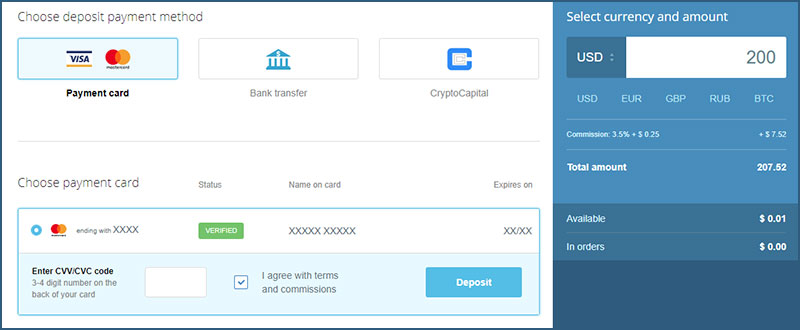 Choose deposit payment method
VISA
mastercard
Payment card
Bank transfer
CryptoCapital
Choose payment card
Status
Name on card
Expires on
mastercard
ending with XXXX
VERIFIED
XXXXX XXXXX
XX/XX
Enter CVV/CVC code
3-4 digit number on the
back of your card
I agree with terms
and commissions
Deposit
Select currency and amount
USD
200
USD EUR GBP RUB BTC
Commission: 3.5% + $ 0.25
+ $ 7.52
Total amount
207.52
Available
$ 0.01
In orders
$ 0.00